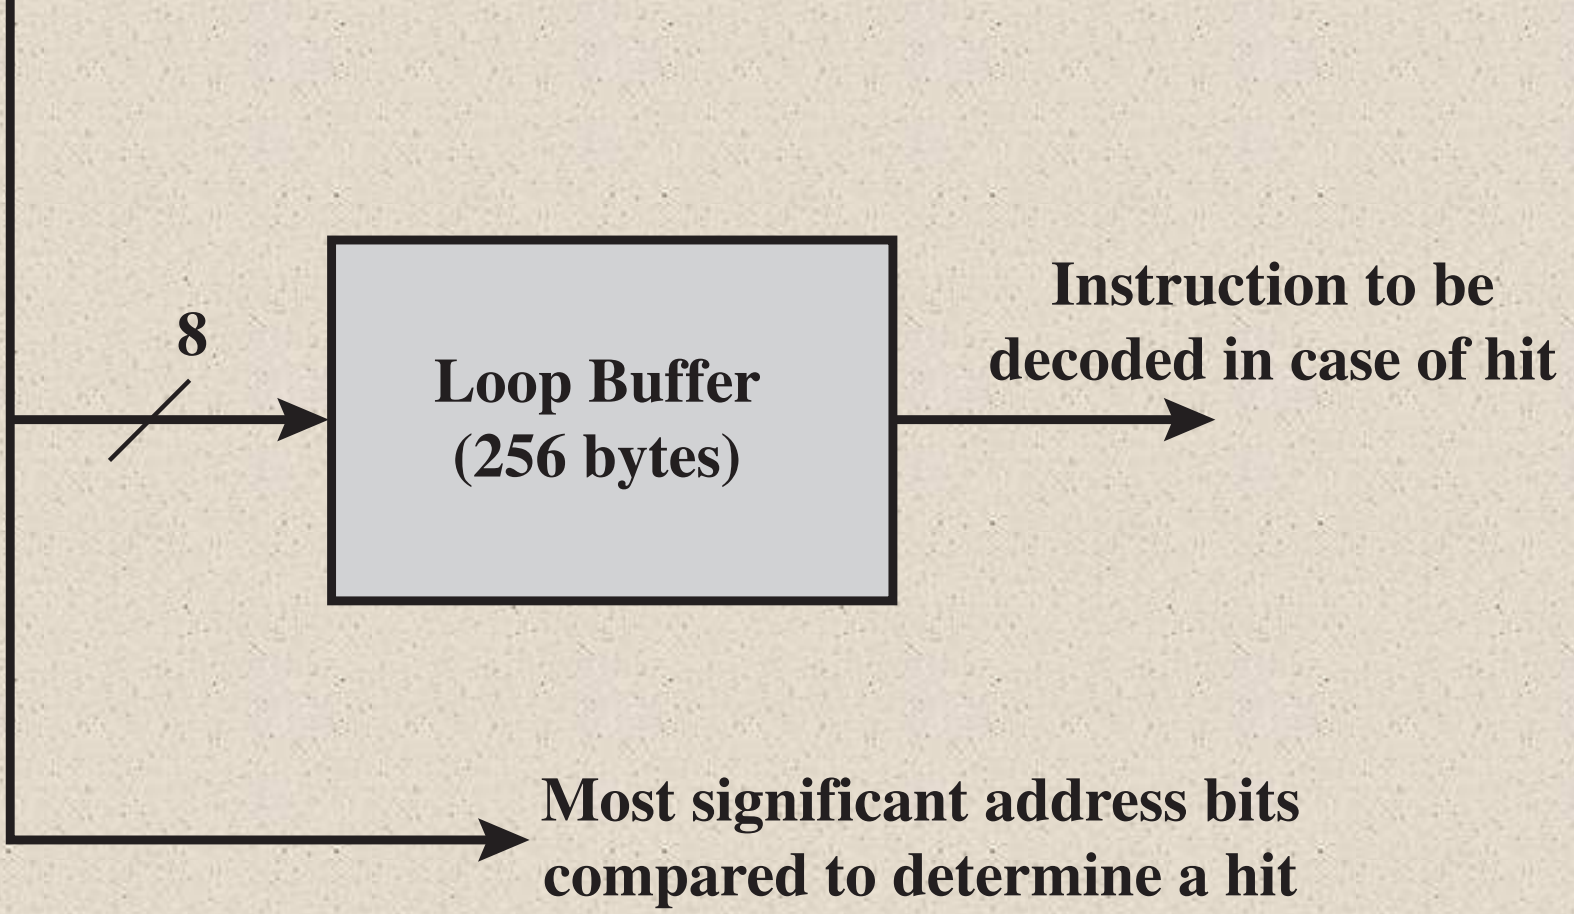 8
Loop Buffer
(256 bytes)
Instruction to be
decoded in case of hit
Most significant address bits
compared to determine a hit